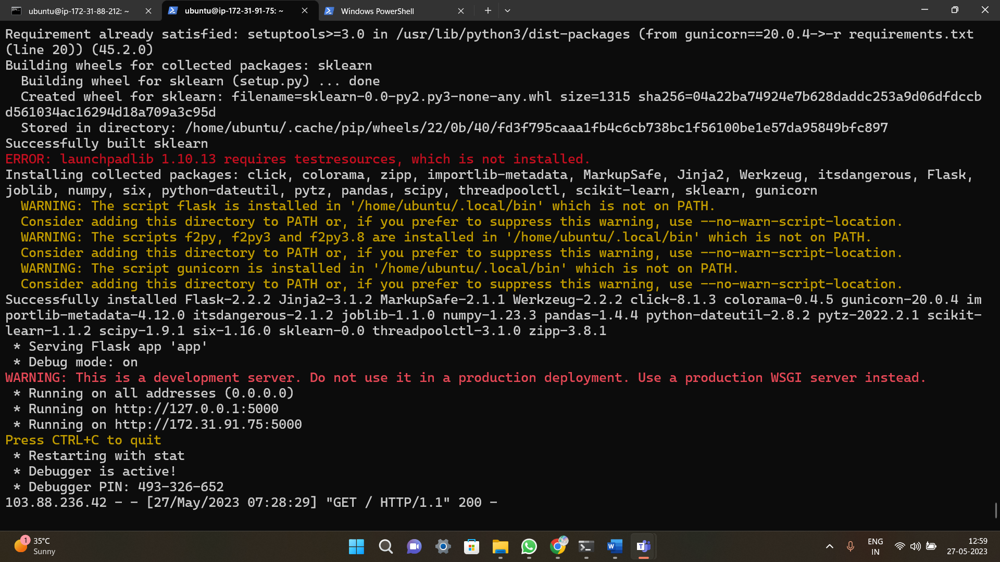 ubuntu@ip-172-31-88-212: ~
ubuntu@ip-172-31-91-75: ~
Windows PowerShell
Requirement already satisfied: setuptools>=3.0 in /usr/lib/python3/dist-packages (from gunicorn==20.0.4->-r requirements.txt
(line 20)) (45.2.0)
Building wheels for collected packages: sklearn
  Building wheel for sklearn (setup.py) ... done
  Created wheel for sklearn: filename=sklearn-0.0-py2.py3-none-any.whl size=1315 sha256=04a22ba74924e7b628daddc253a9d06dfdccb
d561034ac16294d18a709a3c95d
  Stored in directory: /home/ubuntu/.cache/pip/wheels/22/0b/40/fd3f795caaa1fb4c6cb738bc1f56100be1e57da95849bfc897
Successfully built sklearn
ERROR: launchpadlib 1.10.13 requires testresources, which is not installed.
Installing collected packages: click, colorama, zipp, importlib-metadata, MarkupSafe, Jinja2, Werkzeug, itsdangerous, Flask,
joblib, numpy, six, python-dateutil, pytz, pandas, scipy, threadpoolctl, scikit-learn, sklearn, gunicorn
  WARNING: The script flask is installed in '/home/ubuntu/.local/bin' which is not on PATH.
  Consider adding this directory to PATH or, if you prefer to suppress this warning, use --no-warn-script-location.
  WARNING: The scripts f2py, f2py3 and f2py3.8 are installed in '/home/ubuntu/.local/bin' which is not on PATH.
  Consider adding this directory to PATH or, if you prefer to suppress this warning, use --no-warn-script-location.
  WARNING: The script gunicorn is installed in '/home/ubuntu/.local/bin' which is not on PATH.
  Consider adding this directory to PATH or, if you prefer to suppress this warning, use --no-warn-script-location.
Successfully installed Flask-2.2.2 Jinja2-3.1.2 MarkupSafe-2.1.1 Werkzeug-2.2.2 click-8.1.3 colorama-0.4.5 gunicorn-20.0.4 im
portlib-metadata-4.12.0 itsdangerous-2.1.2 joblib-1.1.0 numpy-1.23.3 pandas-1.4.4 python-dateutil-2.8.2 pytz-2022.2.1 scikit-
learn-1.1.2 scipy-1.9.1 six-1.16.0 sklearn-0.0 threadpoolctl-3.1.0 zipp-3.8.1
 * Serving Flask app 'app'
 * Debug mode: on
WARNING: This is a development server. Do not use it in a production deployment. Use a production WSGI server instead.
 * Running on all addresses (0.0.0.0)
 * Running on http://127.0.0.1:5000
 * Running on http://172.31.91.75:5000
Press CTRL+C to quit
 * Restarting with stat
 * Debugger is active!
 * Debugger PIN: 493-326-652
103.88.236.42 - - [27/May/2023 07:28:29] "GET / HTTP/1.1" 200 -
1
35°C
Sunny
W
T
ENG
IN
12:59
27-05-2023